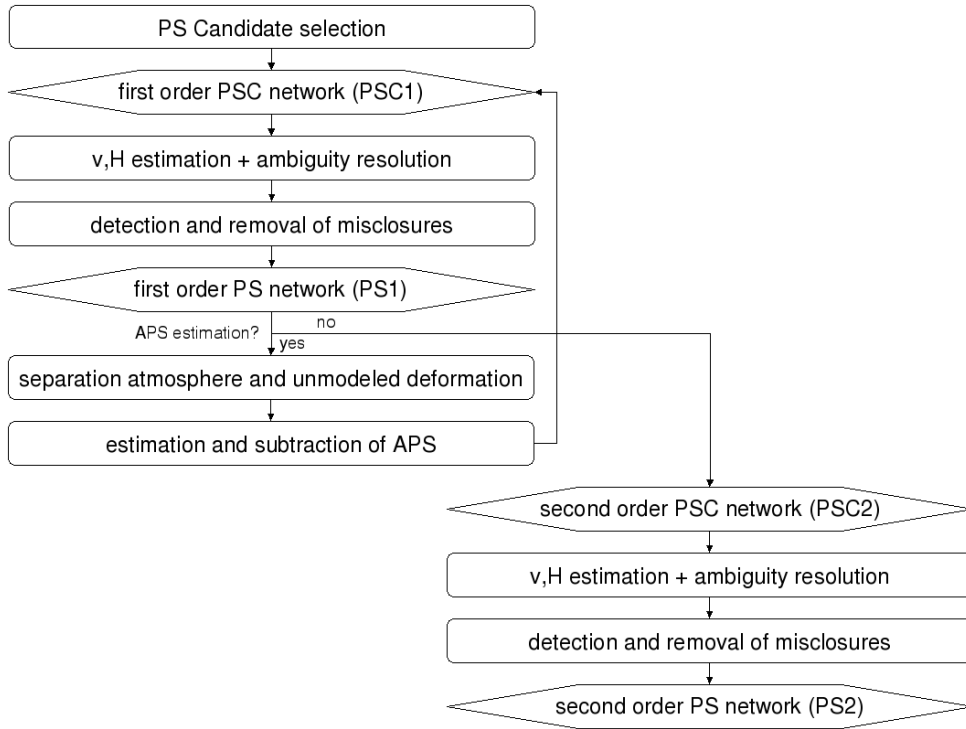 PS Candidate selection
first order PSC network (PSC1)
v,H estimation + ambiguity resolution
detection and removal of misclosures
first order PS network (PS1)
APS estimation?
no
yes
separation atmosphere and unmodeled deformation
estimation and subtraction of APS
second order PSC network (PSC2)
v,H estimation + ambiguity resolution
detection and removal of misclosures
second order PS network (PS2)